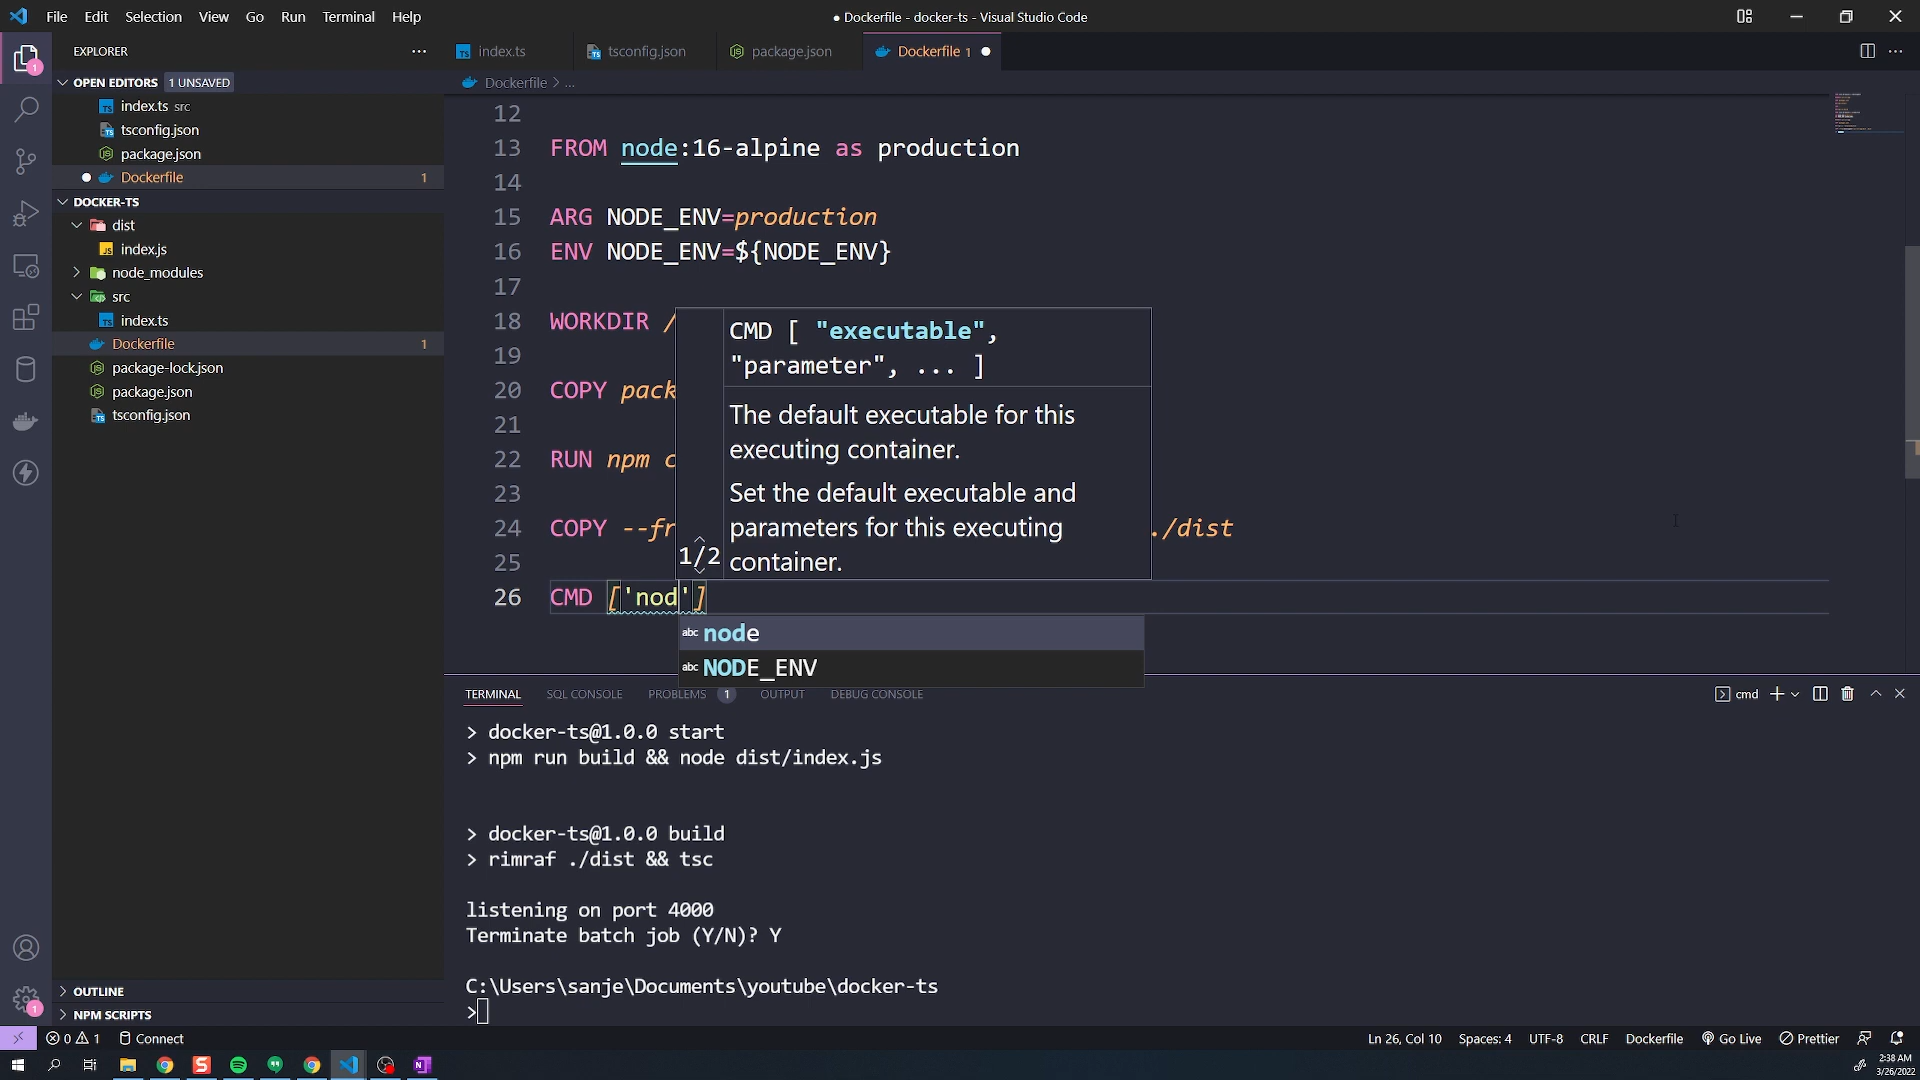 File Edit Selection View Go Run Terminal Help
● Dockerfile - docker-ts - Visual Studio Code
EXPLORER
OPEN EDITORS 1 UNSAVED
index.ts src
tsconfig.json
package.json
Dockerfile 1
DOCKER-TS
dist
index.js
node_modules
src
index.ts
Dockerfile 1
package-lock.json
package.json
tsconfig.json
OUTLINE
NPM SCRIPTS
1
1
index.ts tsconfig.json package.json Dockerfile 1
Dockerfile > ...
12
13 FROM node:16-alpine as production
14
15 ARG NODE_ENV=production
16 ENV NODE_ENV=${NODE_ENV}
17
18 WORKDIR /
19
20 COPY pack
21
22 RUN npm c
23
24 COPY --fr ./dist
25
26 CMD ['nod']
CMD [ "executable",
"parameter", ... ]
The default executable for this
executing container.
Set the default executable and
parameters for this executing
container.
1/2
abc node
abc NODE_ENV
TERMINAL SQL CONSOLE PROBLEMS 1 OUTPUT DEBUG CONSOLE
cmd
> docker-ts@1.0.0 start
> npm run build && node dist/index.js
> docker-ts@1.0.0 build
> rimraf ./dist && tsc
listening on port 4000
Terminate batch job (Y/N)? Y
C:\Users\sanje\Documents\youtube\docker-ts
>
0 1 Connect
Ln 26, Col 10 Spaces: 4 UTF-8 CRLF Dockerfile Go Live Prettier
2:38 AM
3/26/2022